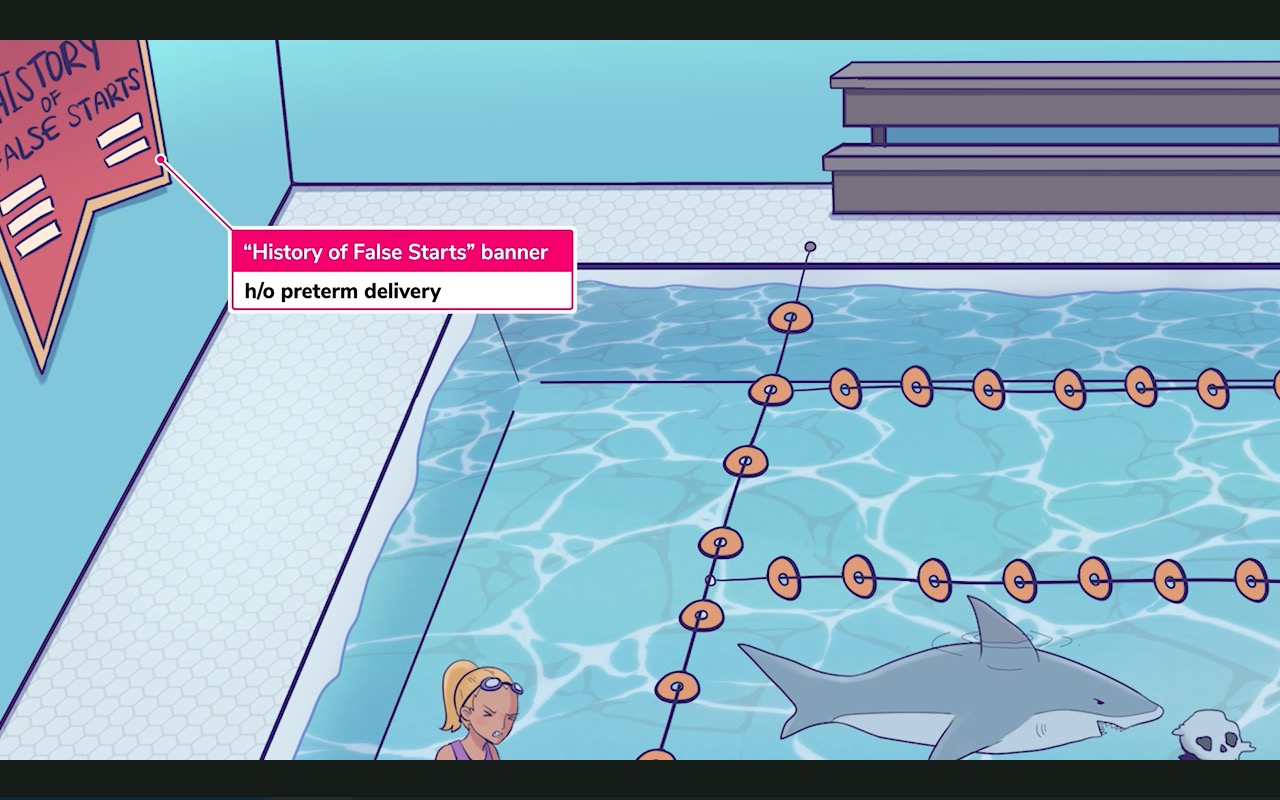 HISTORY
OF
FALSE STARTS
“History of False Starts” banner
h/o preterm delivery